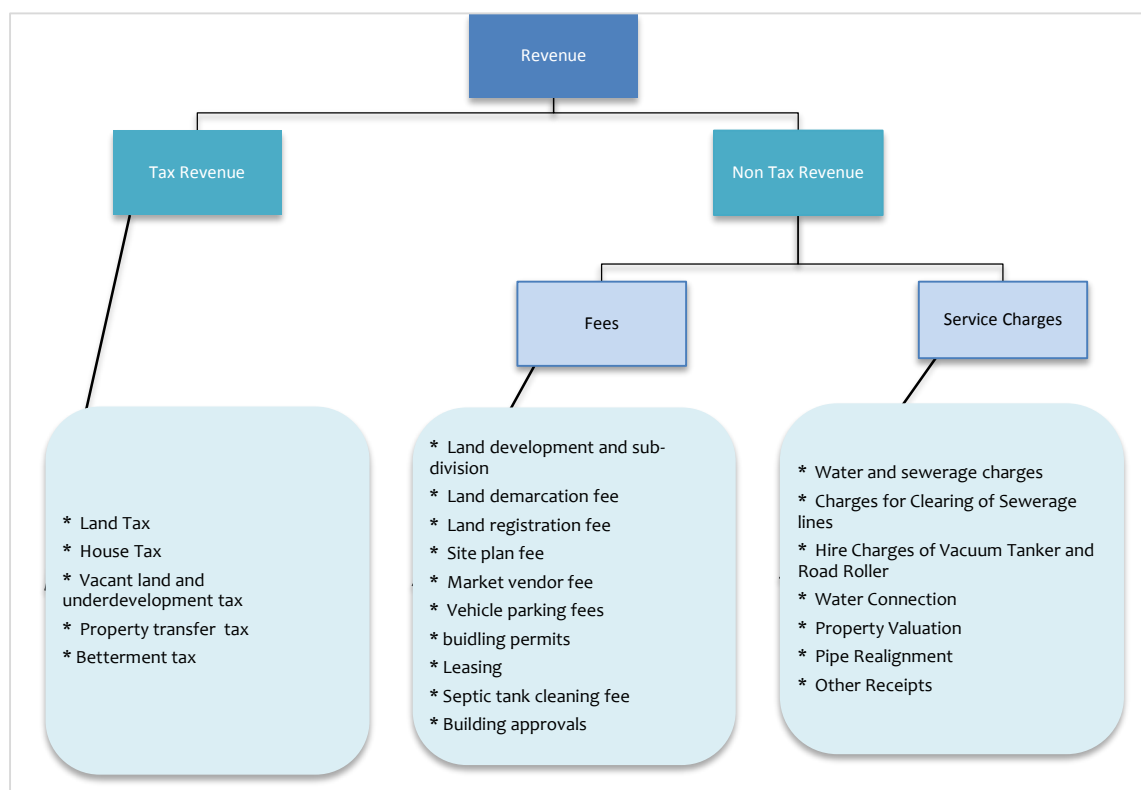 Revenue
Tax Revenue
Non Tax Revenue
Fees
Service Charges
* Land Tax
* House Tax
* Vacant land and
underdevelopment tax
* Property transfer tax
* Betterment tax
* Land development and sub-
division
* Land demarcation fee
* Land registration fee
* Site plan fee
* Market vendor fee
* Vehicle parking fees
* buidling permits
* Leasing
* Septic tank cleaning fee
* Building approvals
* Water and sewerage charges
* Charges for Clearing of Sewerage
lines
* Hire Charges of Vacuum Tanker and
Road Roller
* Water Connection
* Property Valuation
* Pipe Realignment
* Other Receipts